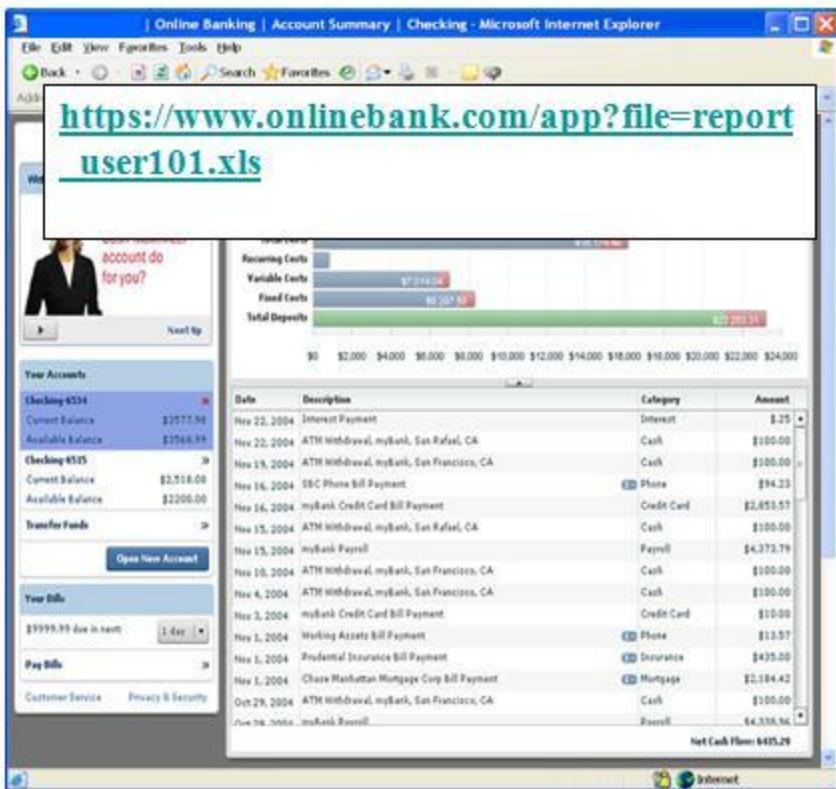 | Online Banking | Account Summary | Checking - Microsoft Internet Explorer
File Edit View Favorites Tools Help
Back Search Favorites
https://www.onlinebank.com/app?file=report
_user101.xls
account do
for you?
Next tip
Recurring Costs
Variable Costs
Fixed Costs
Total Deposits
$0 $2,000 $4,000 $6,000 $8,000 $10,000 $12,000 $14,000 $20,000 $22,000 $24,000
Your Accounts
Checking-6534
Current Balance $3577.98
Available Balance
Checking-6535
Current Balance $2,518.00
Available Balance $2200.00
Transfer Funds
Open New Account
Your Bills
$9999.99 due in next: 1 day
Pay Bills
Customer Service Privacy & Security
Date Description Category Amount
Nov 22, 2004 Interest Payment Interest $.25
Nov 22, 2004 ATM Withdrawal, myBank, San Rafael, CA Cash $100.00
Nov 19, 2004 ATM Withdrawal, myBank, San Francisco, CA Cash $100.00
Nov 16, 2004 SBC Phone Bill Payment Phone $94.23
Nov 16, 2004 myBank Credit Card Bill Payment Credit Card $2,853.57
Nov 15, 2004 ATM Withdrawal, myBank, San Rafael, CA Cash $100.00
Nov 15, 2004 myBank Payroll Payroll $4,373.79
Nov 10, 2004 ATM Withdrawal, myBank, San Francisco, CA Cash $100.00
Nov 4, 2004 ATM Withdrawal, myBank, San Francisco, CA Cash $100.00
Nov 3, 2004 myBank Credit Card Bill Payment Credit Card $10.00
Nov 1, 2004 Working Assets Bill Payment Phone $13.57
Nov 1, 2004 Prudential Insurance Bill Payment Insurance $435.00
Nov 1, 2004 Chase Manhattan Mortgage Corp Bill Payment Mortgage $2,184.42
Oct 29, 2004 ATM Withdrawal, myBank, San Francisco, CA Cash $100.00
Oct 28, 2004 myBank Payroll Payroll
Net Cash Flow: $435.29
Internet